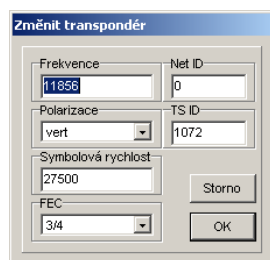 Změnit transpondér
Frekvence
11856
Net ID
0
Polarizace
vert
TS ID
1072
Symbolová rychlost
27500
Storno
FEC
3/4
OK